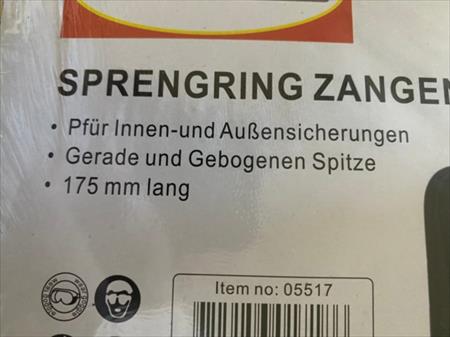 SPRENGRING ZANGEN
• Pfür Innen-und Außensicherungen
• Gerade und Gebogenen Spitze
• 175 mm lang
Item no: 05517